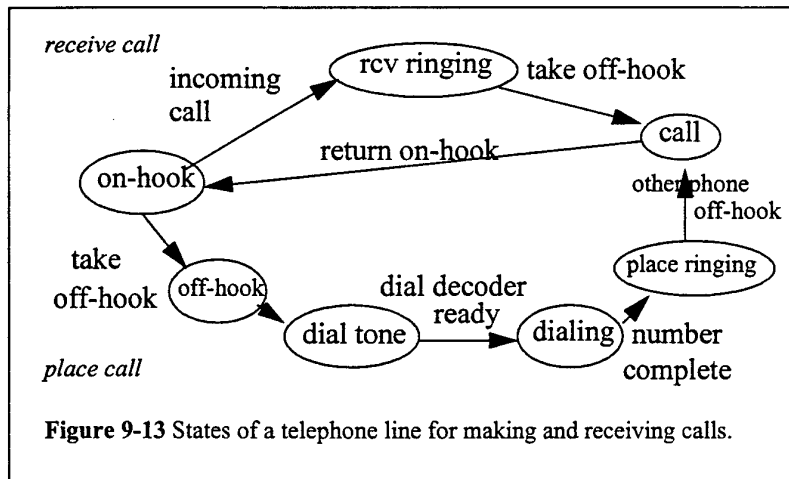 receive call
rcv ringing
take off-hook
incoming
call
call
return on-hook
on-hook
other phone
off-hook
take
off-hook
off-hook
place ringing
dial decoder
ready
dial tone
dialing
number
complete
place call
Figure 9-13 States of a telephone line for making and receiving calls.